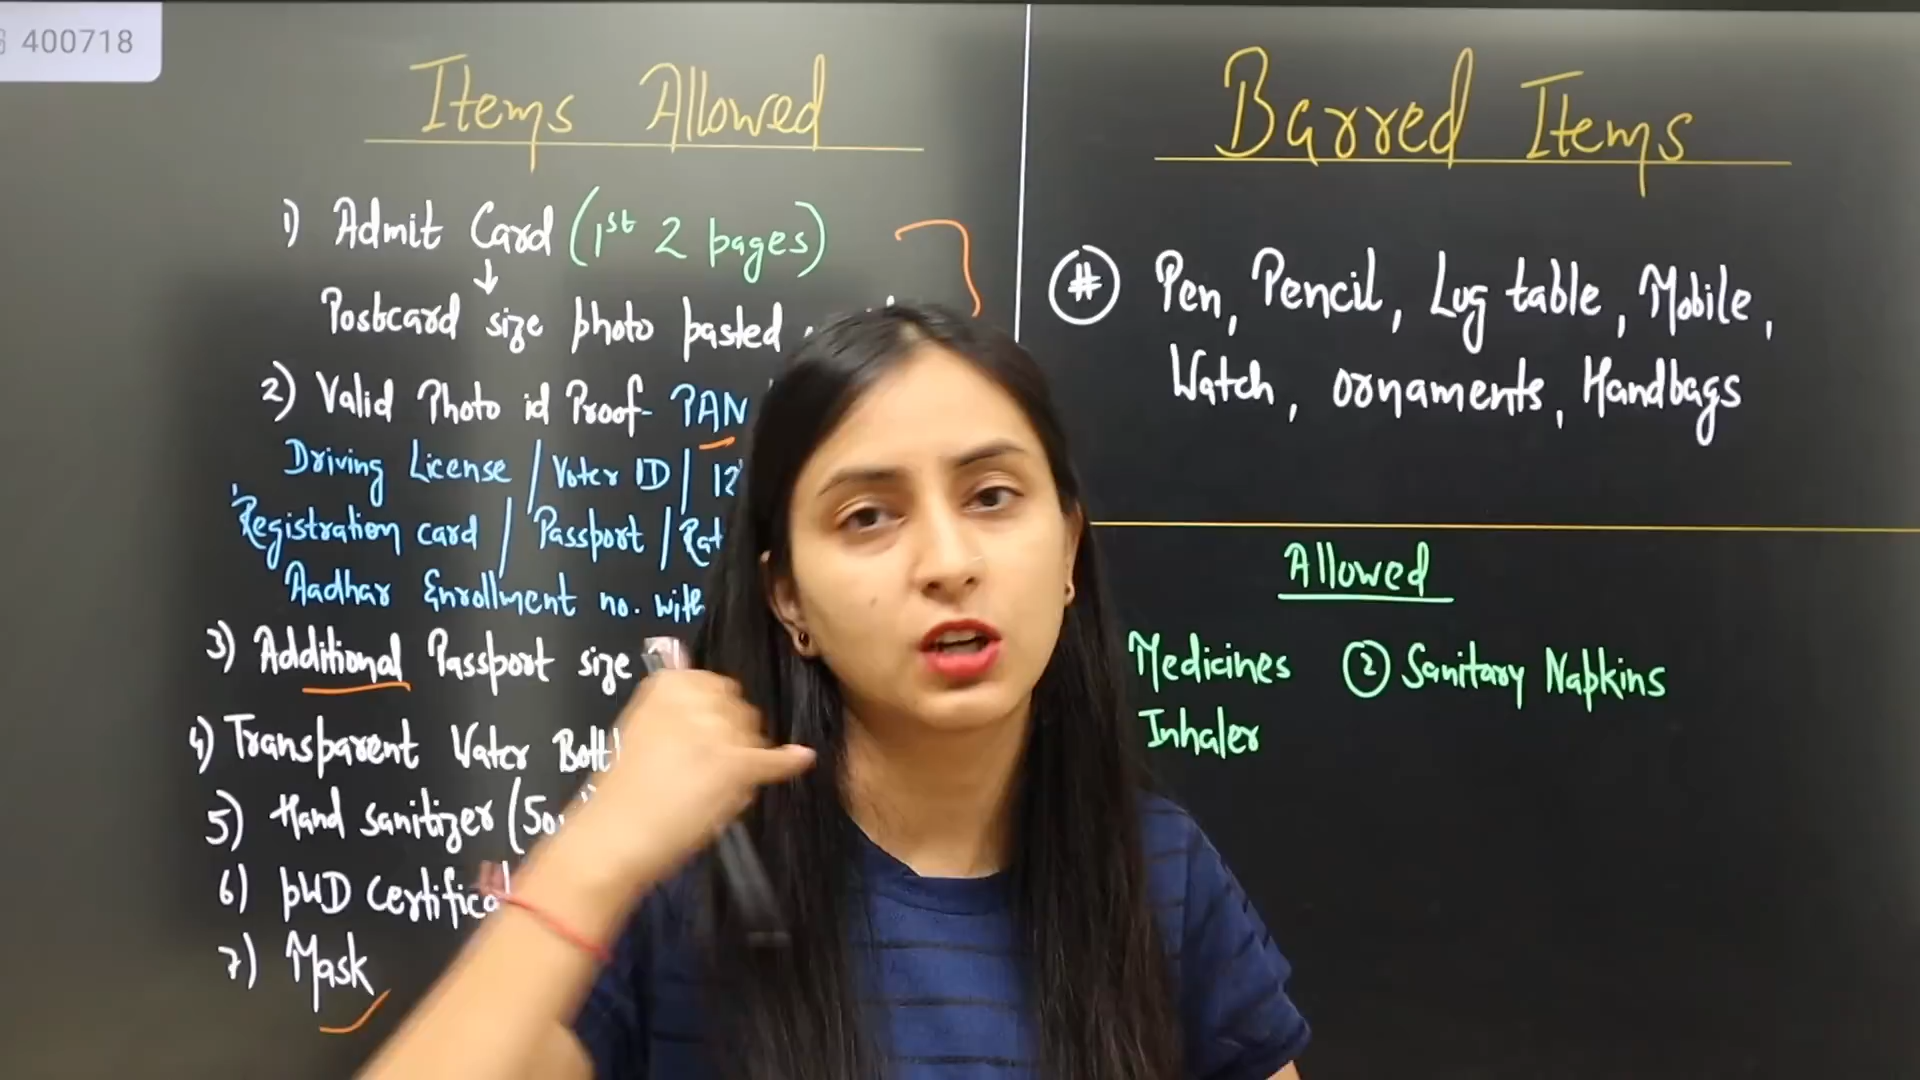 400718
Items Allowed
1) Admit Card (1st 2 pages)
↓
Postcard size photo pasted
2) Valid Photo id Proof- PAN
Driving License / Voter ID / 12
Registration card / Passport /
Aadhar Enrollment no. with
3) Additional Passport size
4) Transparent Water
5) Hand sanitizer (50
6) PWD
7) Mask
Barred Items
# Pen, Pencil, Log table, Mobile,
Watch, ornaments, Handbags
Allowed
Medicines ② Sanitary Napkins
Inhaler